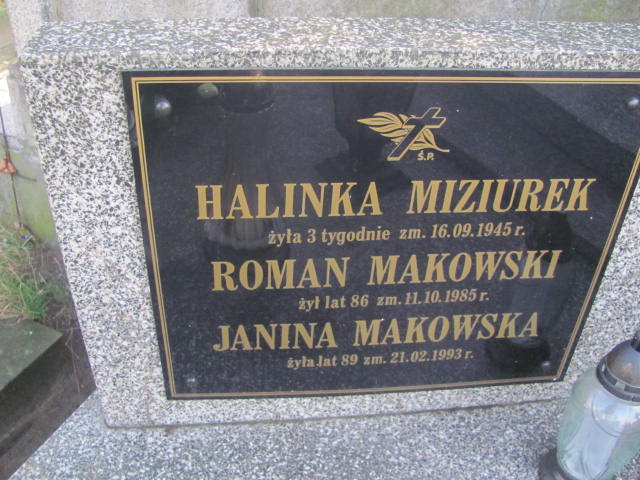 Ś.P.
HALINKA MIZIUREK
żyła 3 tygodnie zm. 16.09.1945 r.
ROMAN MAKOWSKI
żył lat 86 zm. 11.10.1985 r.
JANINA MAKOWSKA
żyła lat 89 zm. 21.02.1993 r.